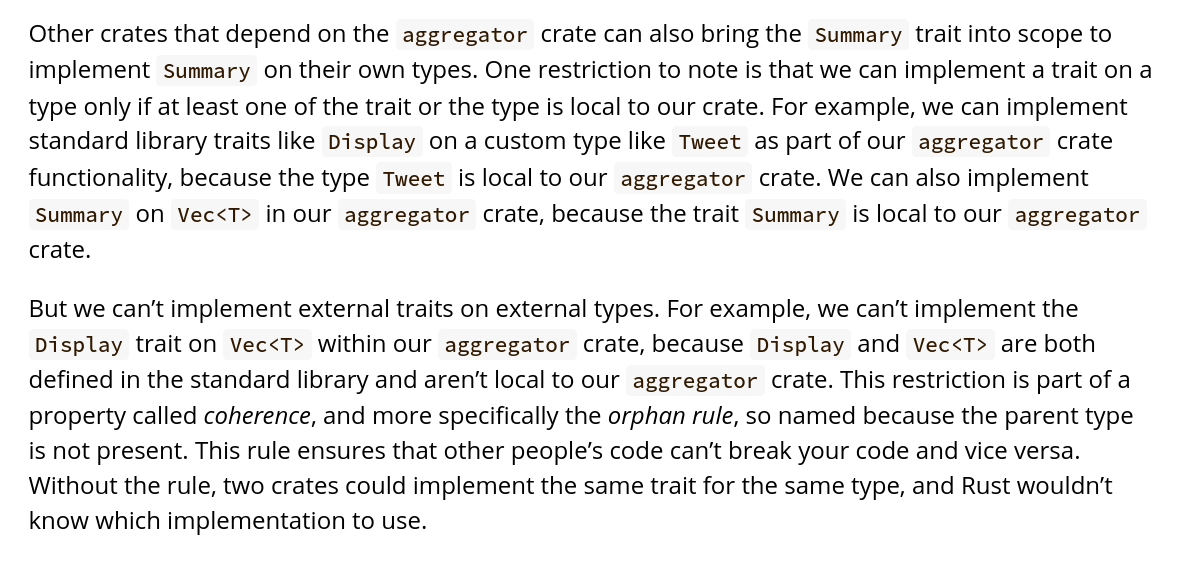 Other crates that depend on the aggregator crate can also bring the Summary trait into scope to
implement Summary on their own types. One restriction to note is that we can implement a trait on a
type only if at least one of the trait or the type is local to our crate. For example, we can implement
standard library traits like Display on a custom type like Tweet as part of our aggregator crate
functionality, because the type Tweet is local to our aggregator crate. We can also implement
Summary on Vec<T> in our aggregator crate, because the trait Summary is local to our aggregator
crate.
But we can’t implement external traits on external types. For example, we can’t implement the
Display trait on Vec<T> within our aggregator crate, because Display and Vec<T> are both
defined in the standard library and aren’t local to our aggregator crate. This restriction is part of a
property called coherence, and more specifically the orphan rule, so named because the parent type
is not present. This rule ensures that other people’s code can’t break your code and vice versa.
Without the rule, two crates could implement the same trait for the same type, and Rust wouldn’t
know which implementation to use.